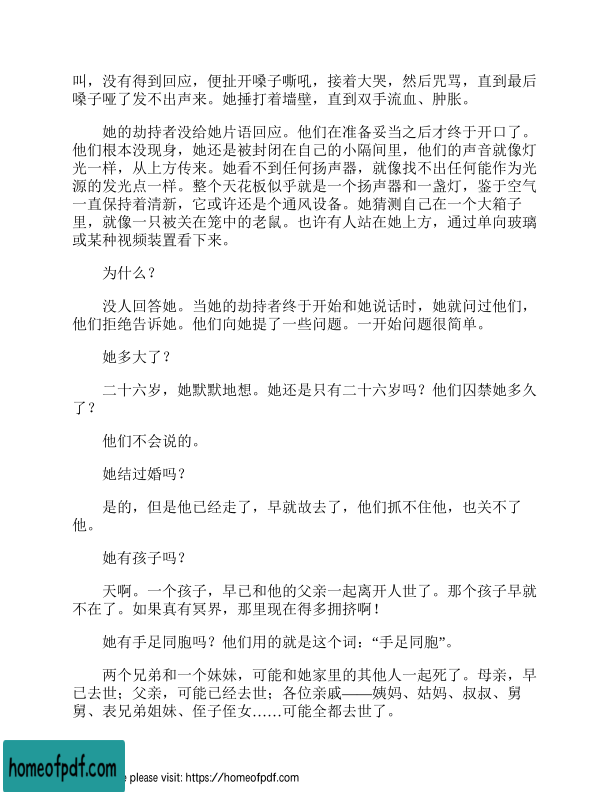 叫，没有得到回应，便扯开嗓子嘶吼，接着大哭，然后咒骂，直到最后
嗓子哑了发不出声来。她捶打着墙壁，直到双手流血、肿胀。
她的劫持者没给她片语回应。他们在准备妥当之后才终于开口了。
他们根本没现身，她还是被封闭在自己的小隔间里，他们的声音就像灯
光一样，从上方传来。她看不到任何扬声器，就像找不出任何能作为光
源的发光点一样。整个天花板似乎就是一个扬声器和一盏灯，鉴于空气
一直保持着清新，它或许还是个通风设备。她猜测自己在一个大箱子
里，就像一只被关在笼中的老鼠。也许有人站在她上方，通过单向玻璃
或某种视频装置看下来。
为什么？
没人回答她。当她的劫持者终于开始和她说话时，她就问过他们，
他们拒绝告诉她。他们向她提了一些问题。一开始问题很简单。
她多大了？
二十六岁，她默默地想。她还是只有二十六岁吗？他们囚禁她多久
了？
他们不会说的。
她结过婚吗？
是的，但是他已经走了，早就故去了，他们抓不住他，也关不了
他。
她有孩子吗？
天啊。一个孩子，早已和他的父亲一起离开人世了。那个孩子早就
不在了。如果真有冥界，那里现在得多拥挤啊！
她有手足同胞吗？他们用的就是这个词：“手足同胞”。
两个兄弟和一个妹妹，可能和她家里的其他人一起死了。母亲，早
已去世；父亲，可能已经去世；各位亲戚——姨妈、姑妈、叔叔、舅
舅、表兄弟姐妹、侄子侄女……可能全都去世了。
homeofpdf.com
e please visit: https://homeofpdf.com